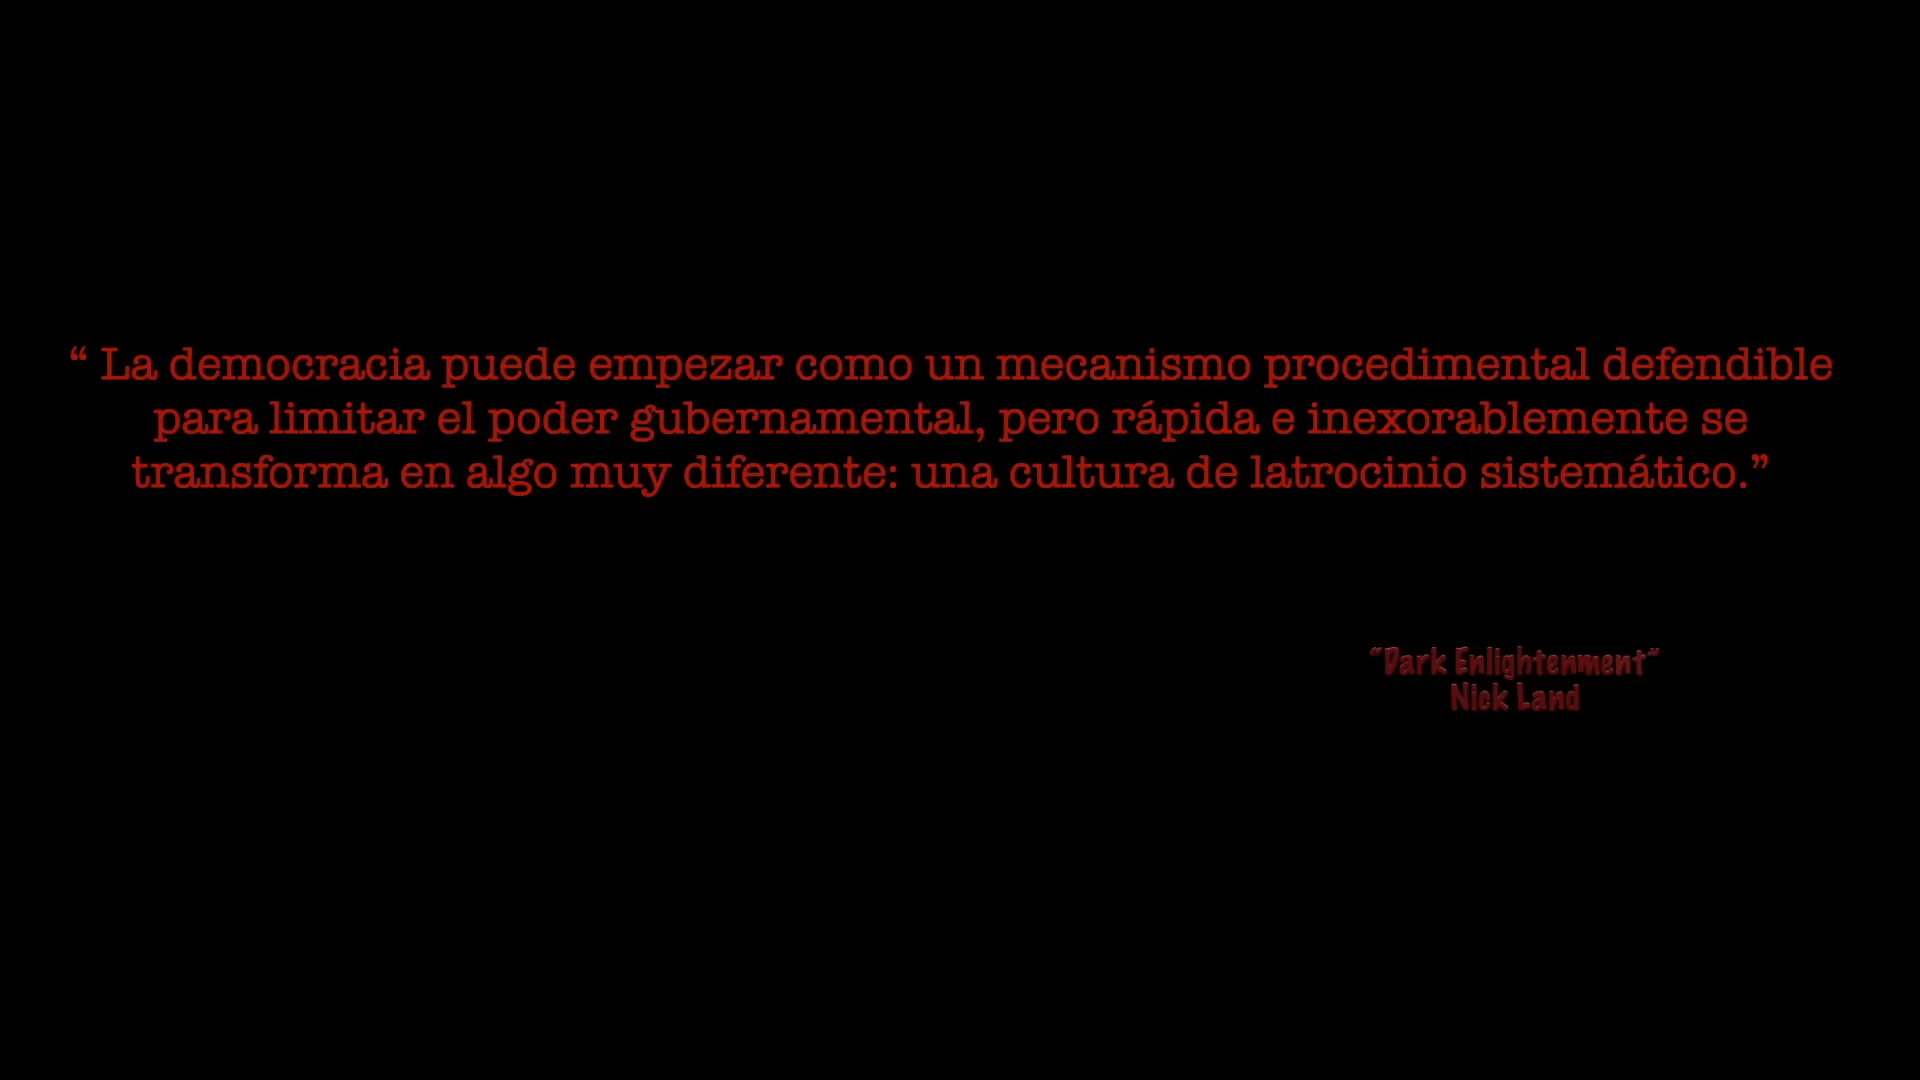 “ La democracia puede empezar como un mecanismo procedimental defendible
para limitar el poder gubernamental, pero rápida e inexorablemente se
transforma en algo muy diferente: una cultura de latrocinio sistemático.”
"Dark Enlightenment"
Nick Land